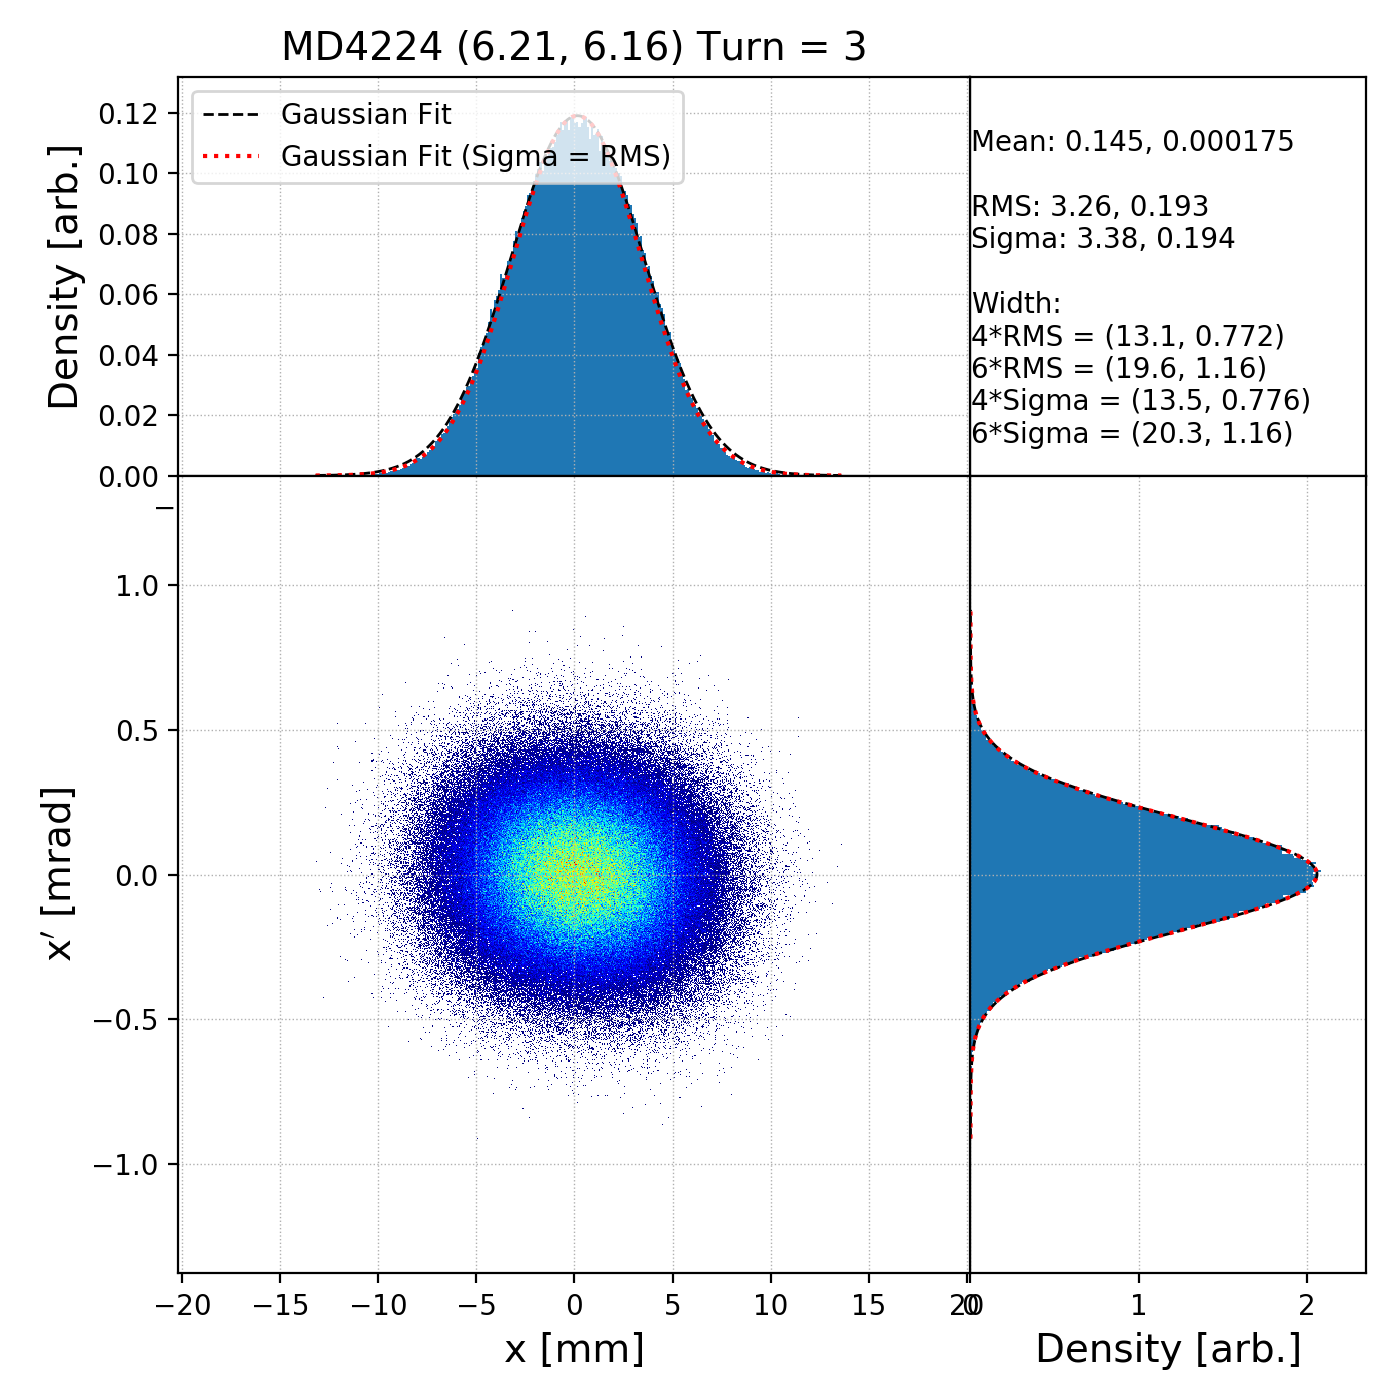 MD4224 (6.21, 6.16) Turn = 3
Gaussian Fit
Gaussian Fit (Sigma = RMS)
Density [arb.]
0.12
0.10
0.08
0.06
0.04
0.02
0.00
Mean: 0.145, 0.000175
RMS: 3.26, 0.193
Sigma: 3.38, 0.194
Width:
4*RMS = (13.1, 0.772)
6*RMS = (19.6, 1.16)
4*Sigma = (13.5, 0.776)
6*Sigma = (20.3, 1.16)
x′ [mrad]
1.0
0.5
0.0
−0.5
−1.0
−20 −15 −10 −5 0 5 10 15 20
x [mm]
0 1 2
Density [arb.]